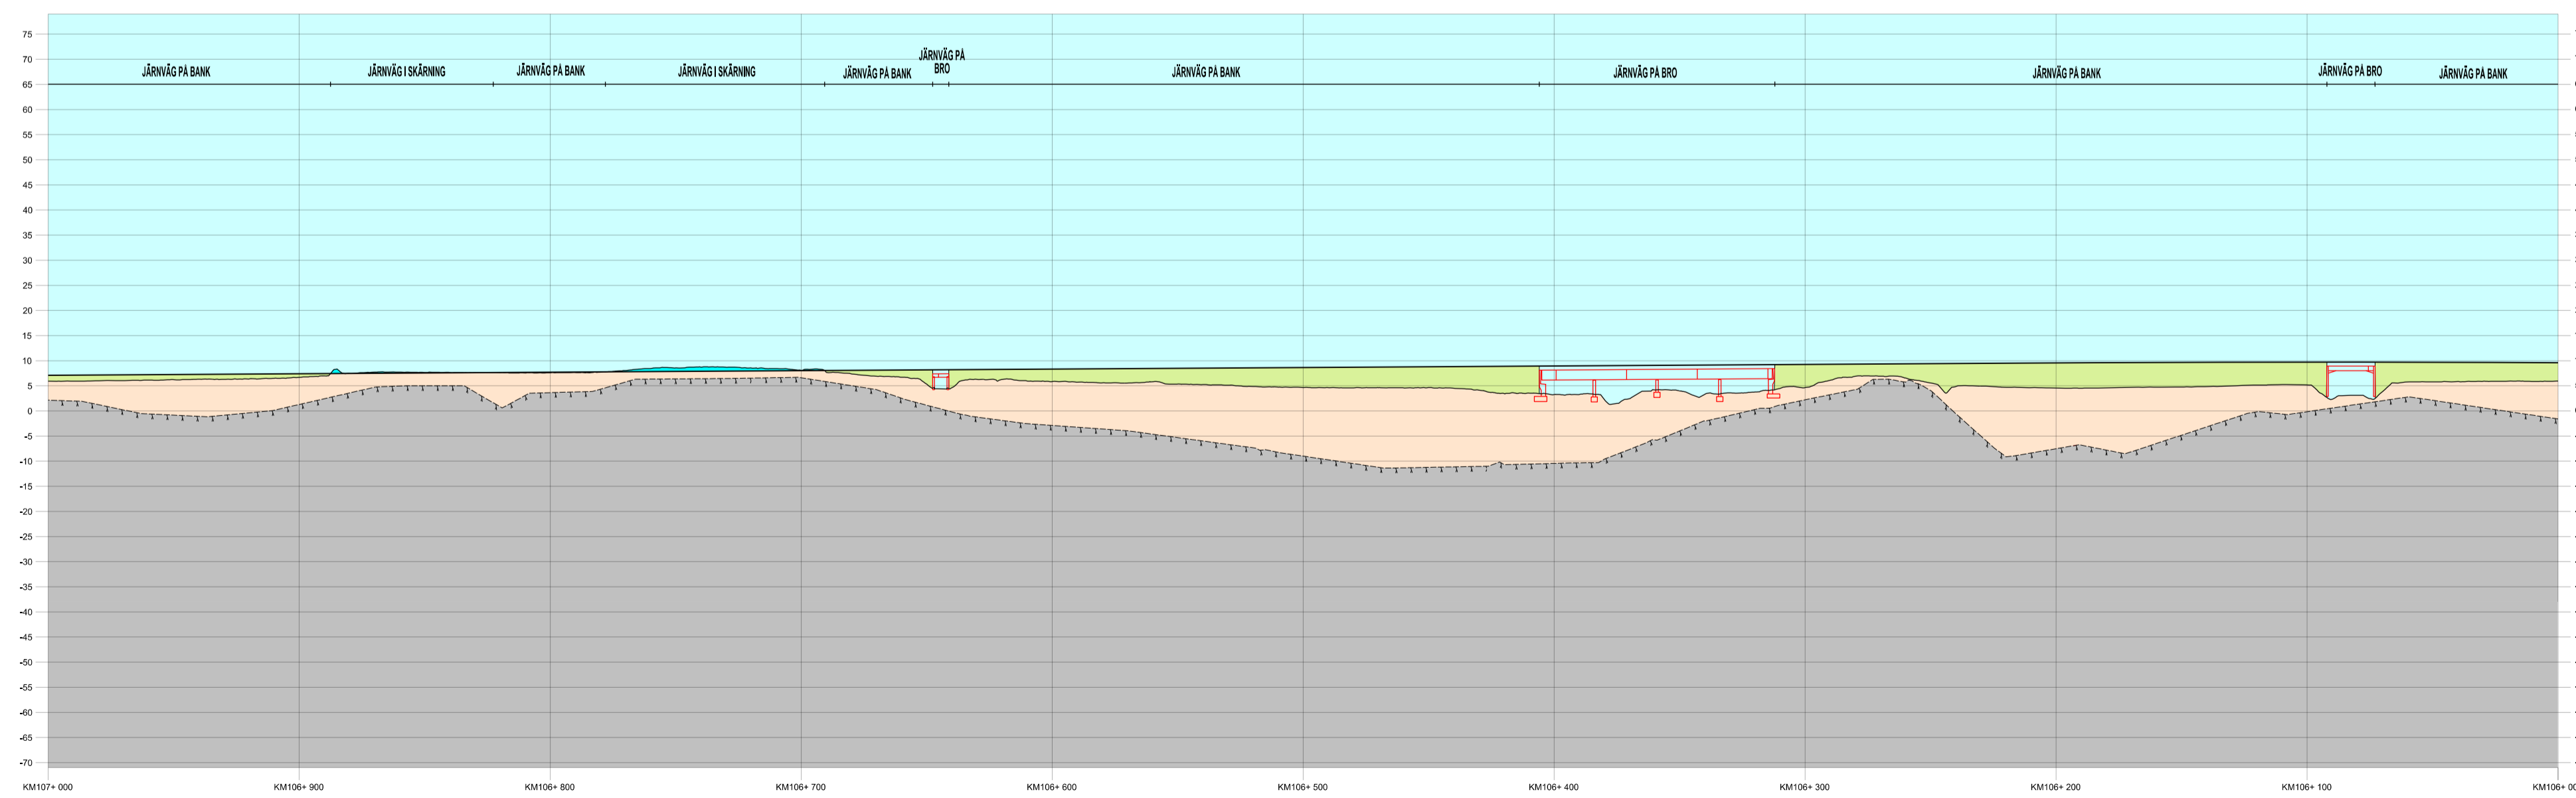 75
70
JÄRNVÄG PÅ BANK
JÄRNVÄG I SKÄRNING
JÄRNVÄG PÅ BANK
JÄRNVÄG I SKÄRNING
JÄRNVÄG PÅ BANK
JÄRNVÄG PÅ
BRO
JÄRNVÄG PÅ BANK
JÄRNVÄG PÅ BRO
JÄRNVÄG PÅ BANK
JÄRNVÄG PÅ BRO
JÄRNVÄG PÅ BANK
65
60
55
50
45
40
35
30
25
20
15
10
5
0
-5
-10
-15
-20
-25
-30
-35
-40
-45
-50
-55
-60
-65
-70
KM107+ 000
KM106+ 900
KM106+ 800
KM106+ 700
KM106+ 600
KM106+ 500
KM106+ 400
KM106+ 300
KM106+ 200
KM106+ 100